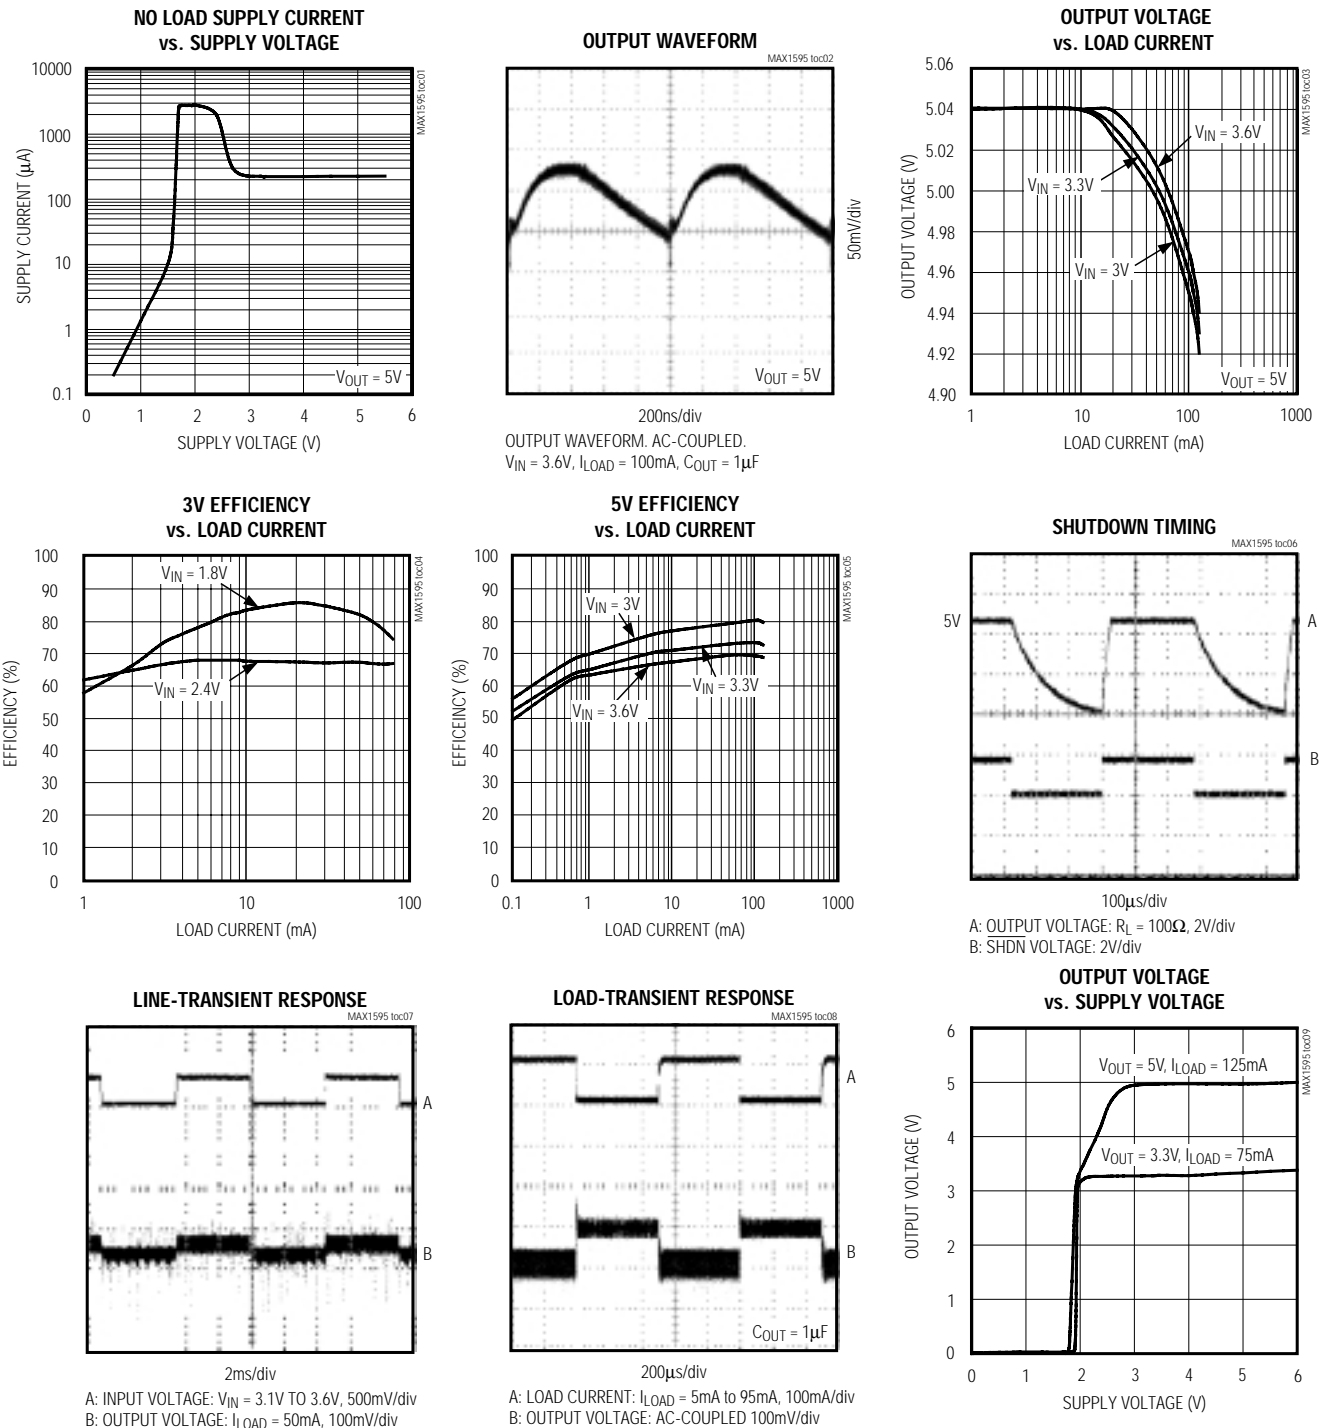 NO LOAD SUPPLY CURRENT
vs. SUPPLY VOLTAGE
MAX1595 toc01
10000
1000
100
10
1
0.1
SUPPLY CURRENT (μA)
VOUT = 5V
0 1 2 3 4 5 6
SUPPLY VOLTAGE (V)
OUTPUT WAVEFORM
MAX1595 toc02
50mV/div
VOUT = 5V
200ns/div
OUTPUT WAVEFORM. AC-COUPLED.
VIN = 3.6V, ILOAD = 100mA, COUT = 1μF
OUTPUT VOLTAGE
vs. LOAD CURRENT
MAX1595 toc03
5.06
5.04
5.02
5.00
4.98
4.96
4.94
4.92
4.90
OUTPUT VOLTAGE (V)
VIN = 3.6V
VIN = 3.3V
VIN = 3V
VOUT = 5V
1 10 100 1000
LOAD CURRENT (mA)
3V EFFICIENCY
vs. LOAD CURRENT
MAX1595 toc04
100
90
80
70
60
50
40
30
20
10
0
EFFICIENCY (%)
VIN = 1.8V
VIN = 2.4V
1 10 100
LOAD CURRENT (mA)
5V EFFICIENCY
vs. LOAD CURRENT
MAX1595 toc05
100
90
80
70
60
50
40
30
20
10
0
EFFICEINCY (%)
VIN = 3V
VIN = 3.3V
VIN = 3.6V
0.1 1 10 100 1000
LOAD CURRENT (mA)
SHUTDOWN TIMING
MAX1595 toc06
5V
A
B
100μs/div
A: OUTPUT VOLTAGE: RL = 100Ω, 2V/div
B: SHDN VOLTAGE: 2V/div
LINE-TRANSIENT RESPONSE
MAX1595 toc07
A
B
2ms/div
A: INPUT VOLTAGE: VIN = 3.1V TO 3.6V, 500mV/div
B: OUTPUT VOLTAGE: ILOAD = 50mA, 100mV/div
LOAD-TRANSIENT RESPONSE
MAX1595 toc08
A
B
COUT = 1μF
200μs/div
A: LOAD CURRENT: ILOAD = 5mA to 95mA, 100mA/div
B: OUTPUT VOLTAGE: AC-COUPLED 100mV/div
OUTPUT VOLTAGE
vs. SUPPLY VOLTAGE
MAX1595 toc09
6
5
4
3
2
1
0
OUTPUT VOLTAGE (V)
VOUT = 5V, ILOAD = 125mA
VOUT = 3.3V, ILOAD = 75mA
0 1 2 3 4 5 6
SUPPLY VOLTAGE (V)